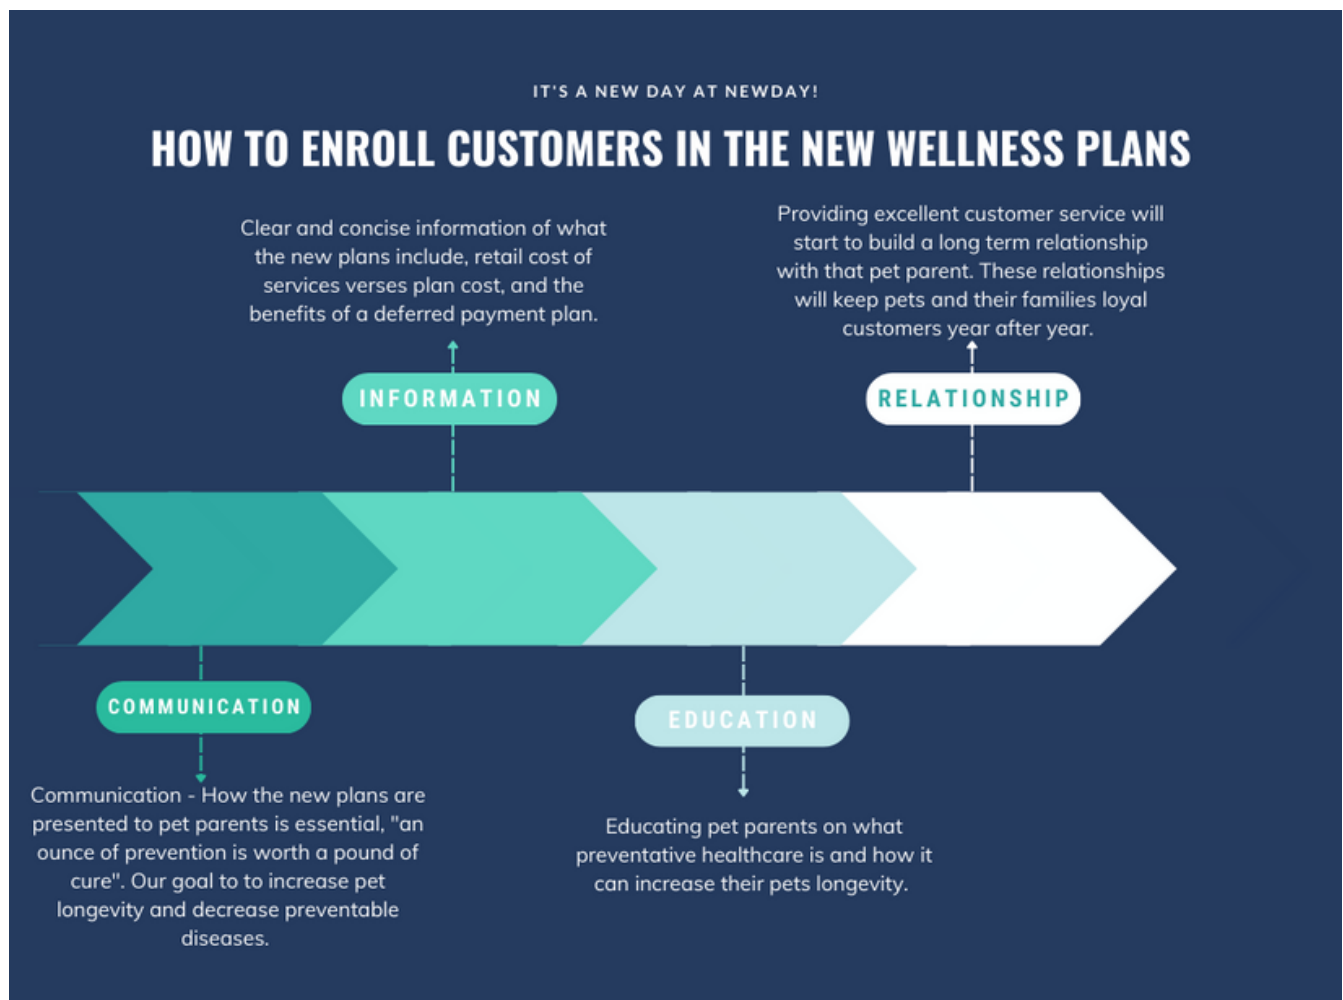 IT'S A NEW DAY AT NEWDAY!
HOW TO ENROLL CUSTOMERS IN THE NEW WELLNESS PLANS
Clear and concise information of what
the new plans include, retail cost of
services verses plan cost, and the
benefits of a deferred payment plan.
Providing excellent customer service will
start to build a long term relationship
with that pet parent. These relationships
will keep pets and their families loyal
customers year after year.
INFORMATION
RELATIONSHIP
COMMUNICATION
Communication - How the new plans are
presented to pet parents is essential, "an
ounce of prevention is worth a pound of
cure". Our goal to to increase pet
longevity and decrease preventable
diseases.
EDUCATION
Educating pet parents on what
preventative healthcare is and how it
can increase their pets longevity.